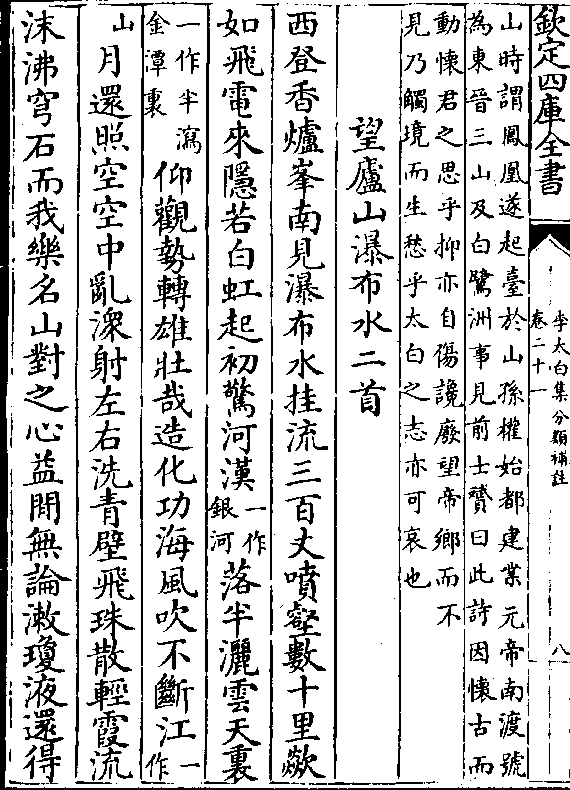 欽定四庫全書
李太白集分類補註
卷二十一
八
山時謂鳳凰遂起臺於山孫權始都建業元帝南渡號
為東晉三山及白鷺洲事見前士贇曰此詩因懷古而
動懷君之思乎抑亦自傷讒廢望帝鄉而不
見乃觸境而生愁乎太白之志亦可哀也
望廬山瀑布水二首
西登香爐峯南見瀑布水挂流三百丈噴壑數十里歘
如飛電來隱若白虹起初驚河漢一作銀河落半灑雲天裏
一作半瀉金潭裏仰觀勢轉雄壯哉造化功海風吹不斷江一作
山月還照空空中亂潨射左右洗青壁飛珠散輕霞流
沫沸穹石而我樂名山對之心益閒無論漱瓊液還得